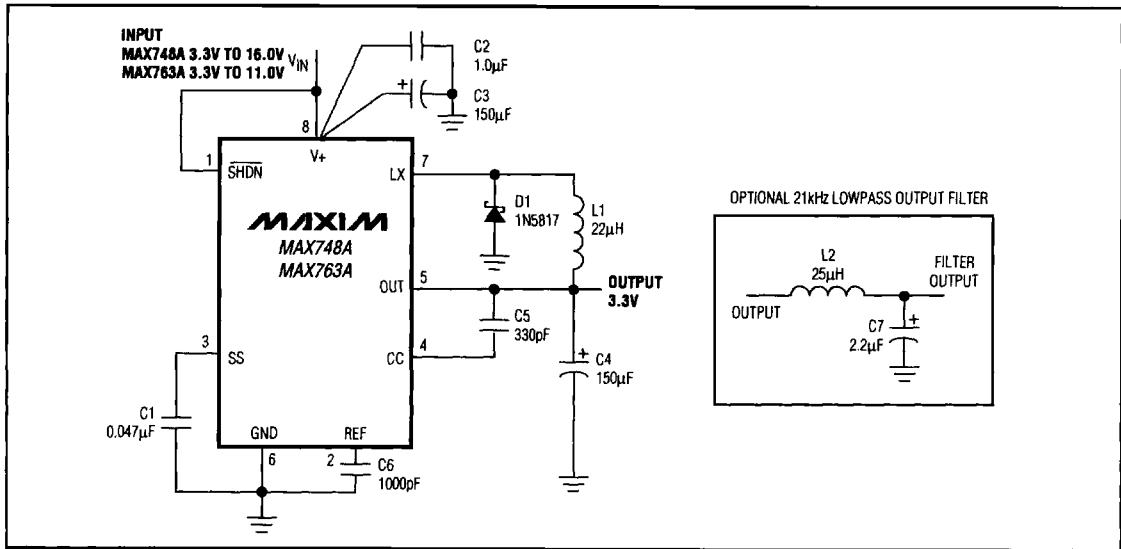 INPUT
MAX748A 3.3V TO 16.0V
MAX763A 3.3V TO 11.0V
VIN
C2
1.0µF
+
C3
150µF
8
V+
1
SHDN
7
LX
MAXIM
MAX748A
MAX763A
D1
1N5817
L1
22µH
OUT
5
OUTPUT
3.3V
C5
330pF
4
CC
+
C4
150µF
3
SS
C1
0.047µF
GND
REF
6
2
C6
1000pF
OPTIONAL 21kHz LOWPASS OUTPUT FILTER
L2
25µH
FILTER
OUTPUT
OUTPUT
+
C7
2.2µF